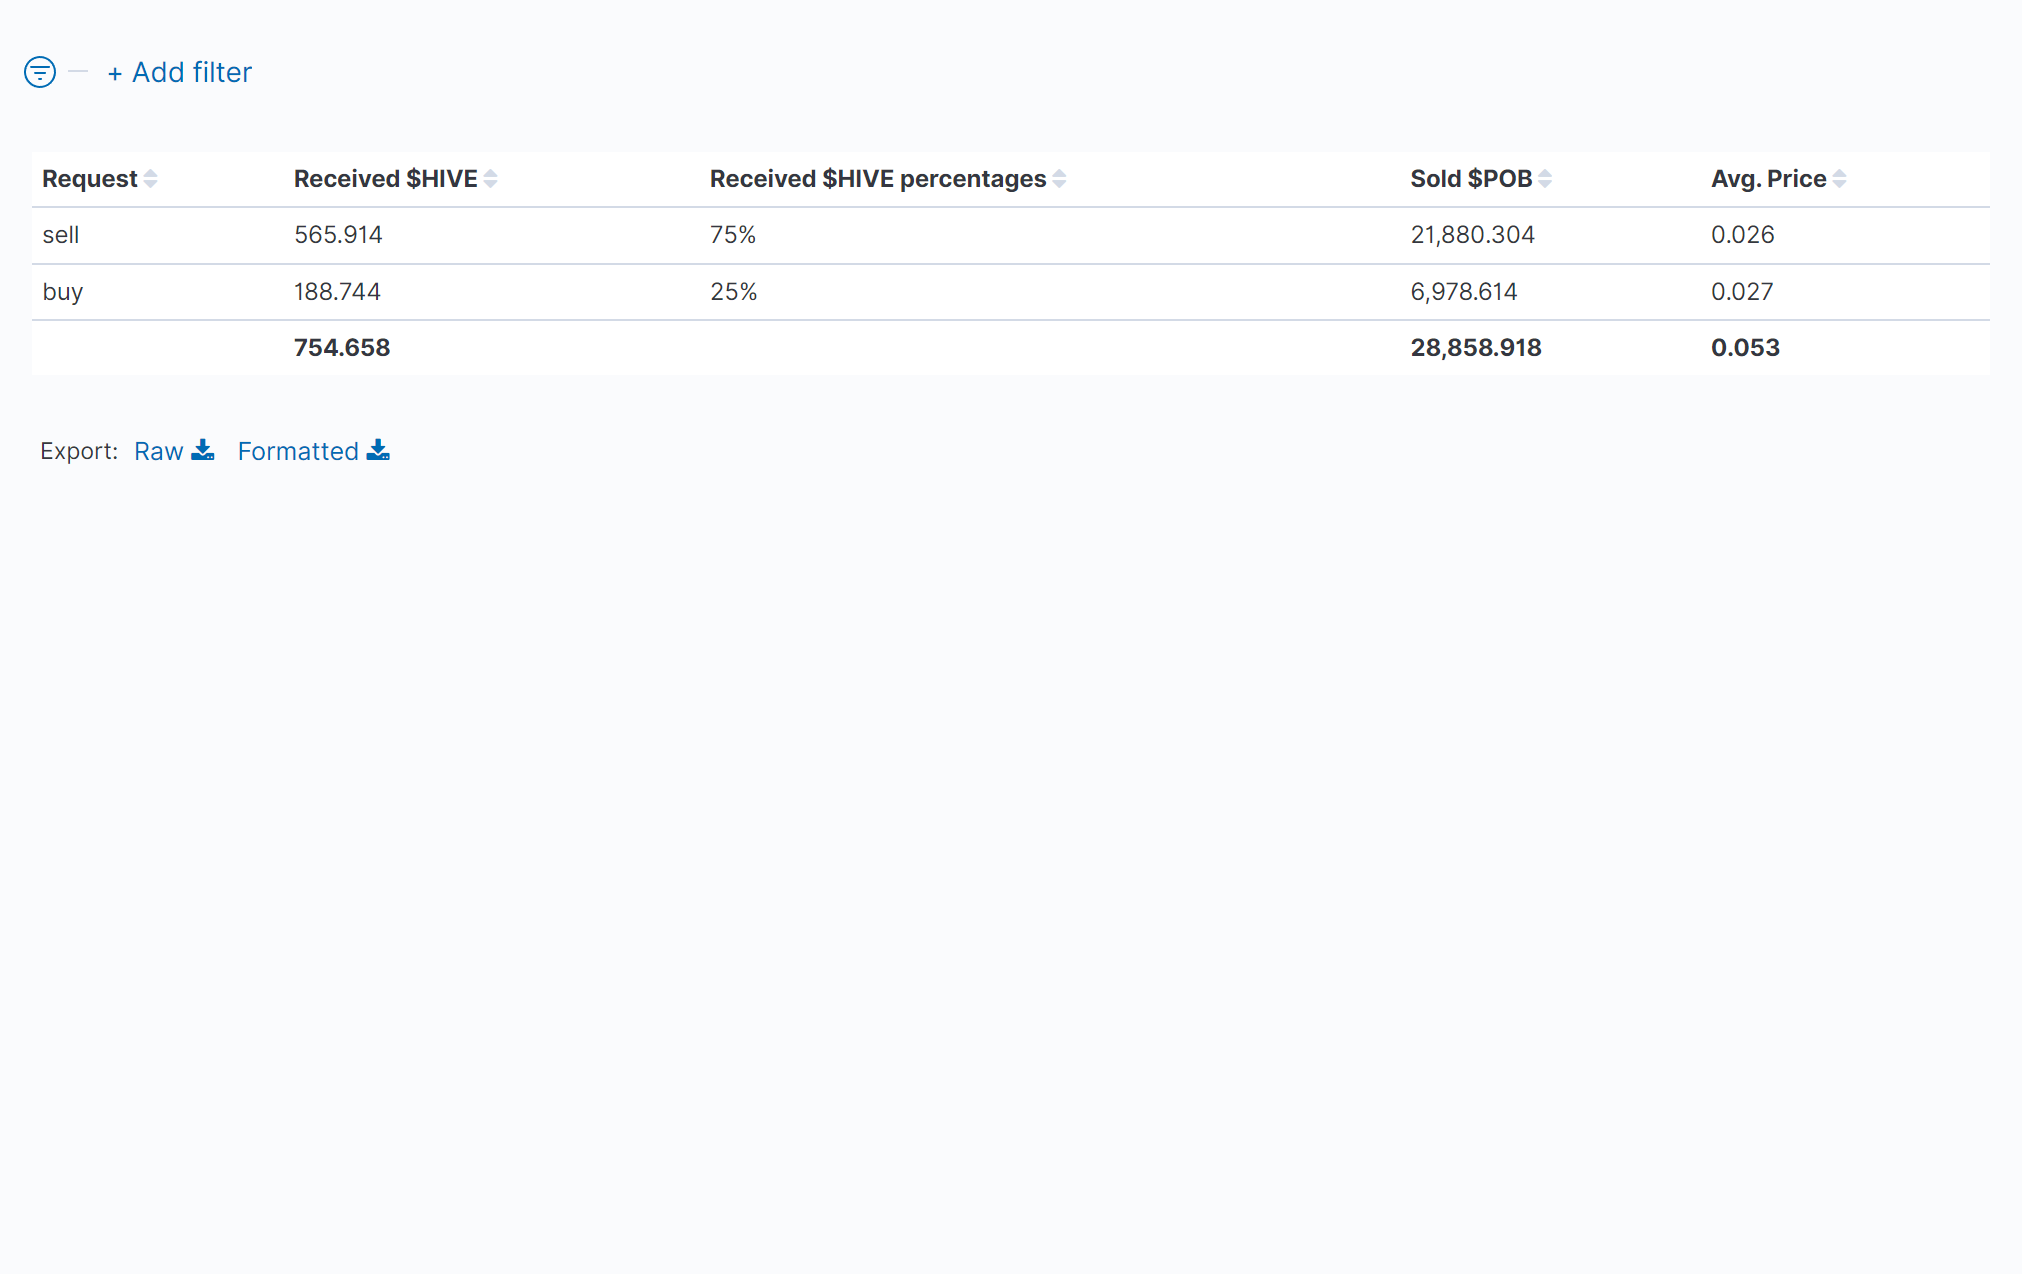 + Add filter
Request Received $HIVE Received $HIVE percentages Sold $POB Avg. Price
sell 565.914 75% 21,880.304 0.026
buy 188.744 25% 6,978.614 0.027
754.658 28,858.918 0.053
Export: Raw Formatted